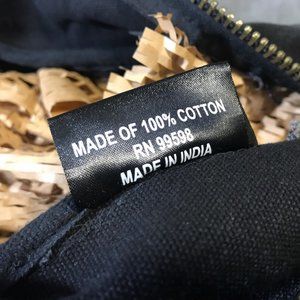 MADE OF 100% COTTON
RN 99598
MADE IN INDIA